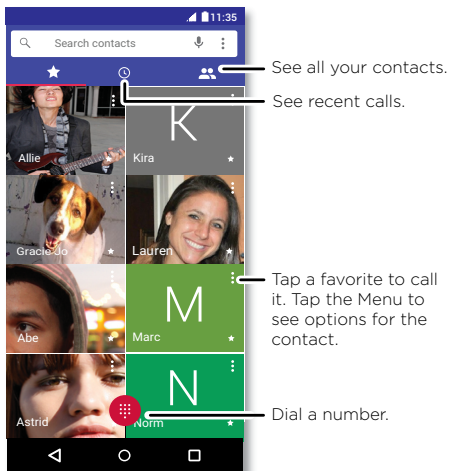 11:35
Search contacts
See all your contacts.
See recent calls.
Allie
K
Kira
Gracie Jo
Lauren
Tap a favorite to call
it. Tap the Menu to
see options for the
contact.
Abe
M
Marc
Astrid
N
Norm
Dial a number.